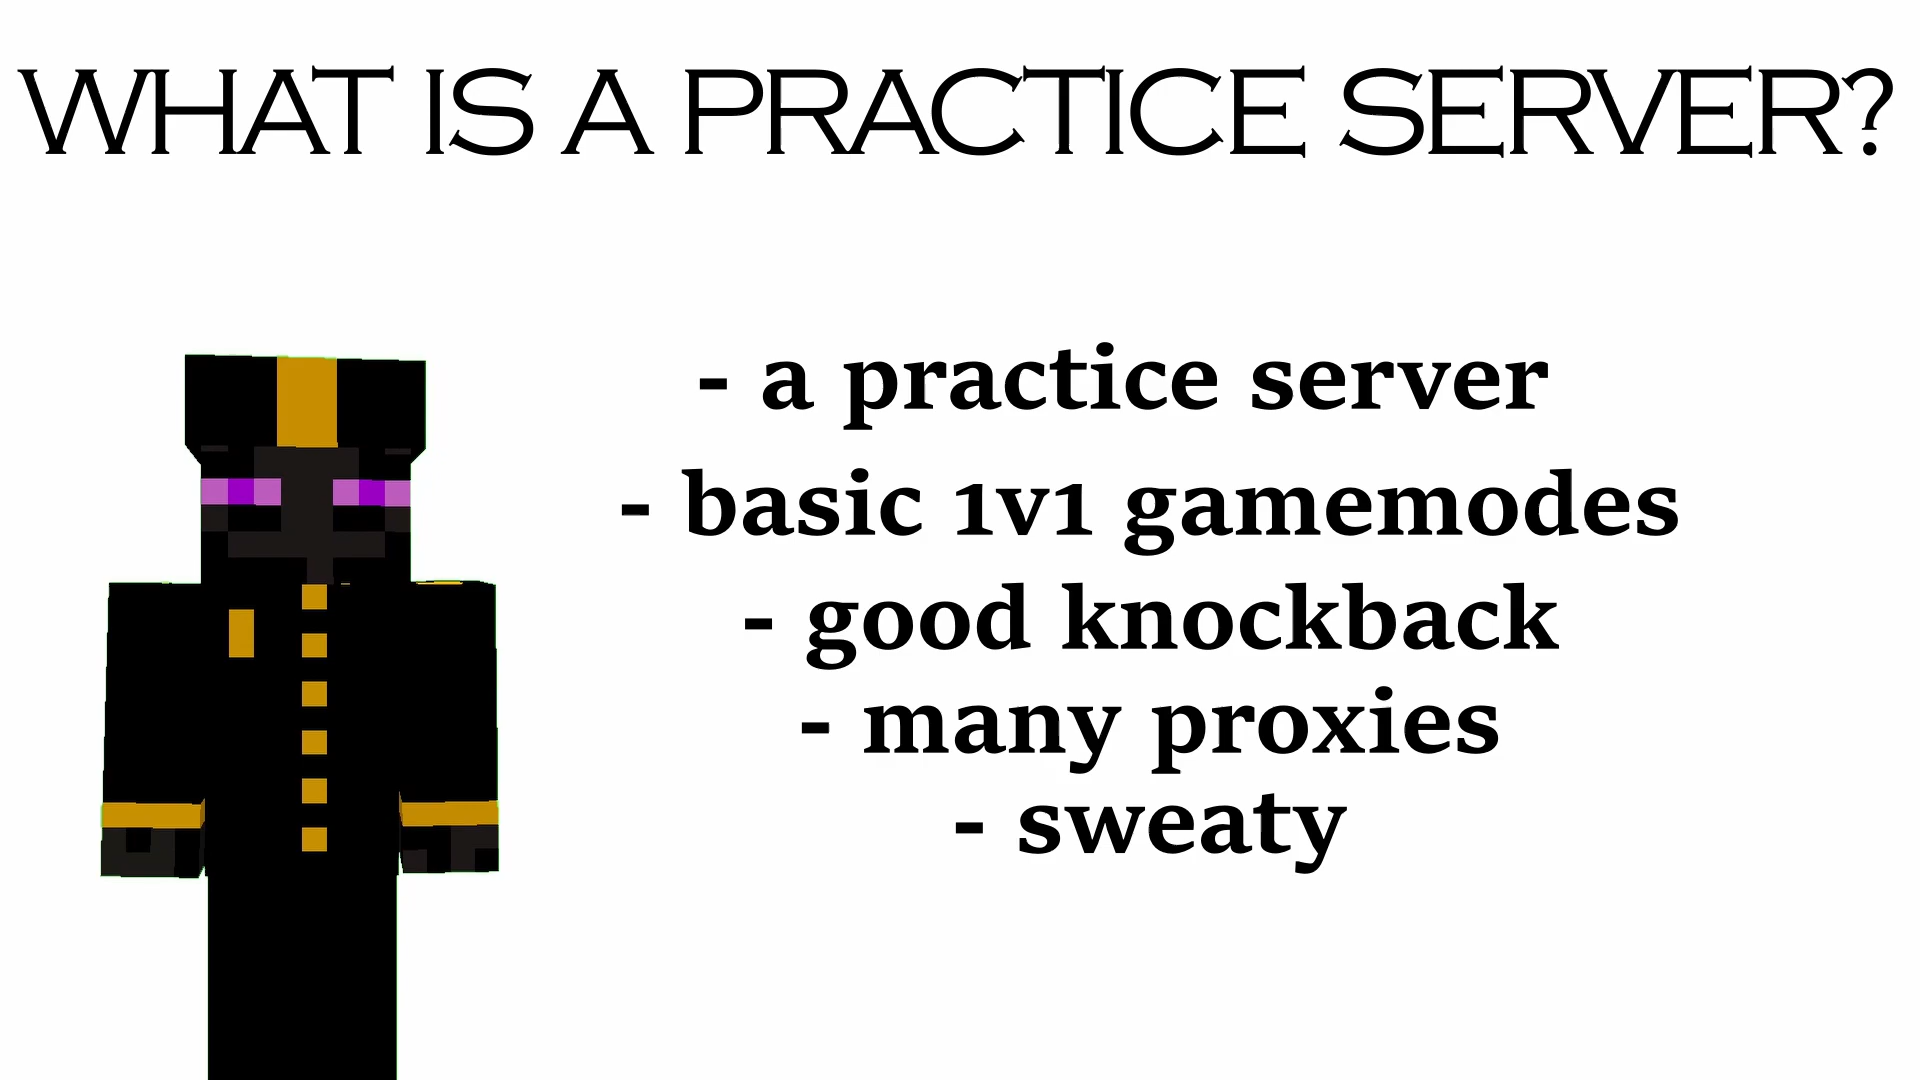 WHAT IS A PRACTICE SERVER?
- a practice server
- basic 1v1 gamemodes
- good knockback
- many proxies
- sweaty